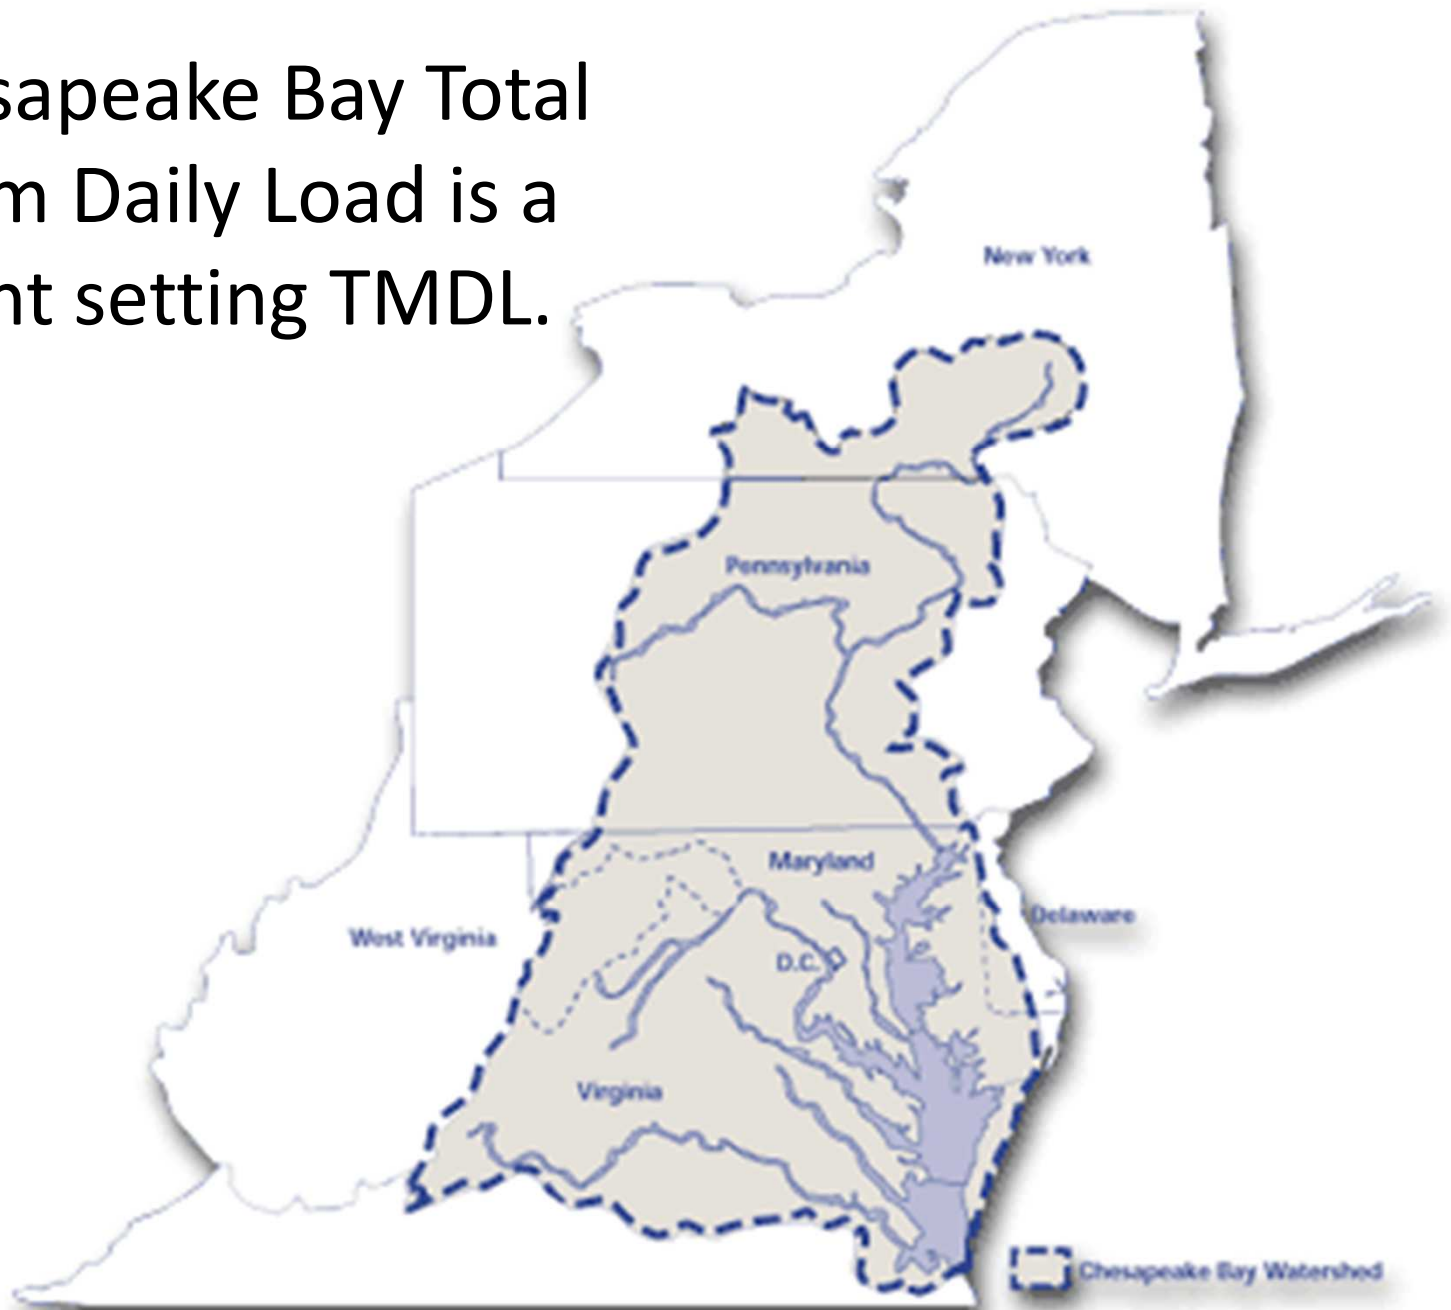 sapeake Bay Total
m Daily Load is a
nt setting TMDL.
New York
Pennsylvania
Maryland
Delaware
West Virginia
D.C.
Virginia
Chesapeake Bay Watershed